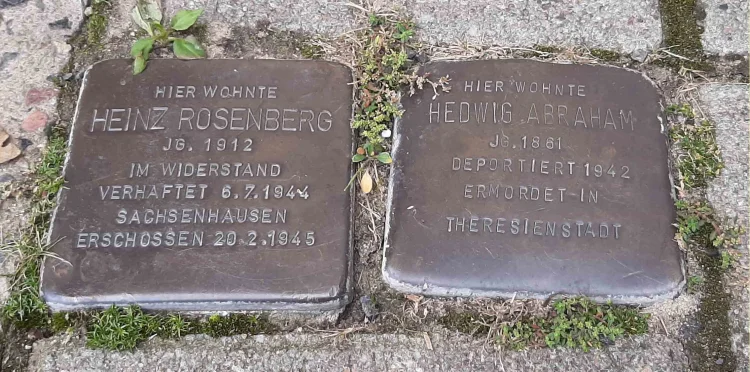 HIER WOHNTE
HEINZ ROSENBERG
JG. 1912
IM WIDERSTAND
VERHAFTET 6.7.1944
SACHSENHAUSEN
ERSCHOSSEN 20.2.1945
HIER WOHNTE
HEDWIG ABRAHAM
JG. 1861
DEPORTIERT 1942
ERMORDET IN
THERESIENSTADT